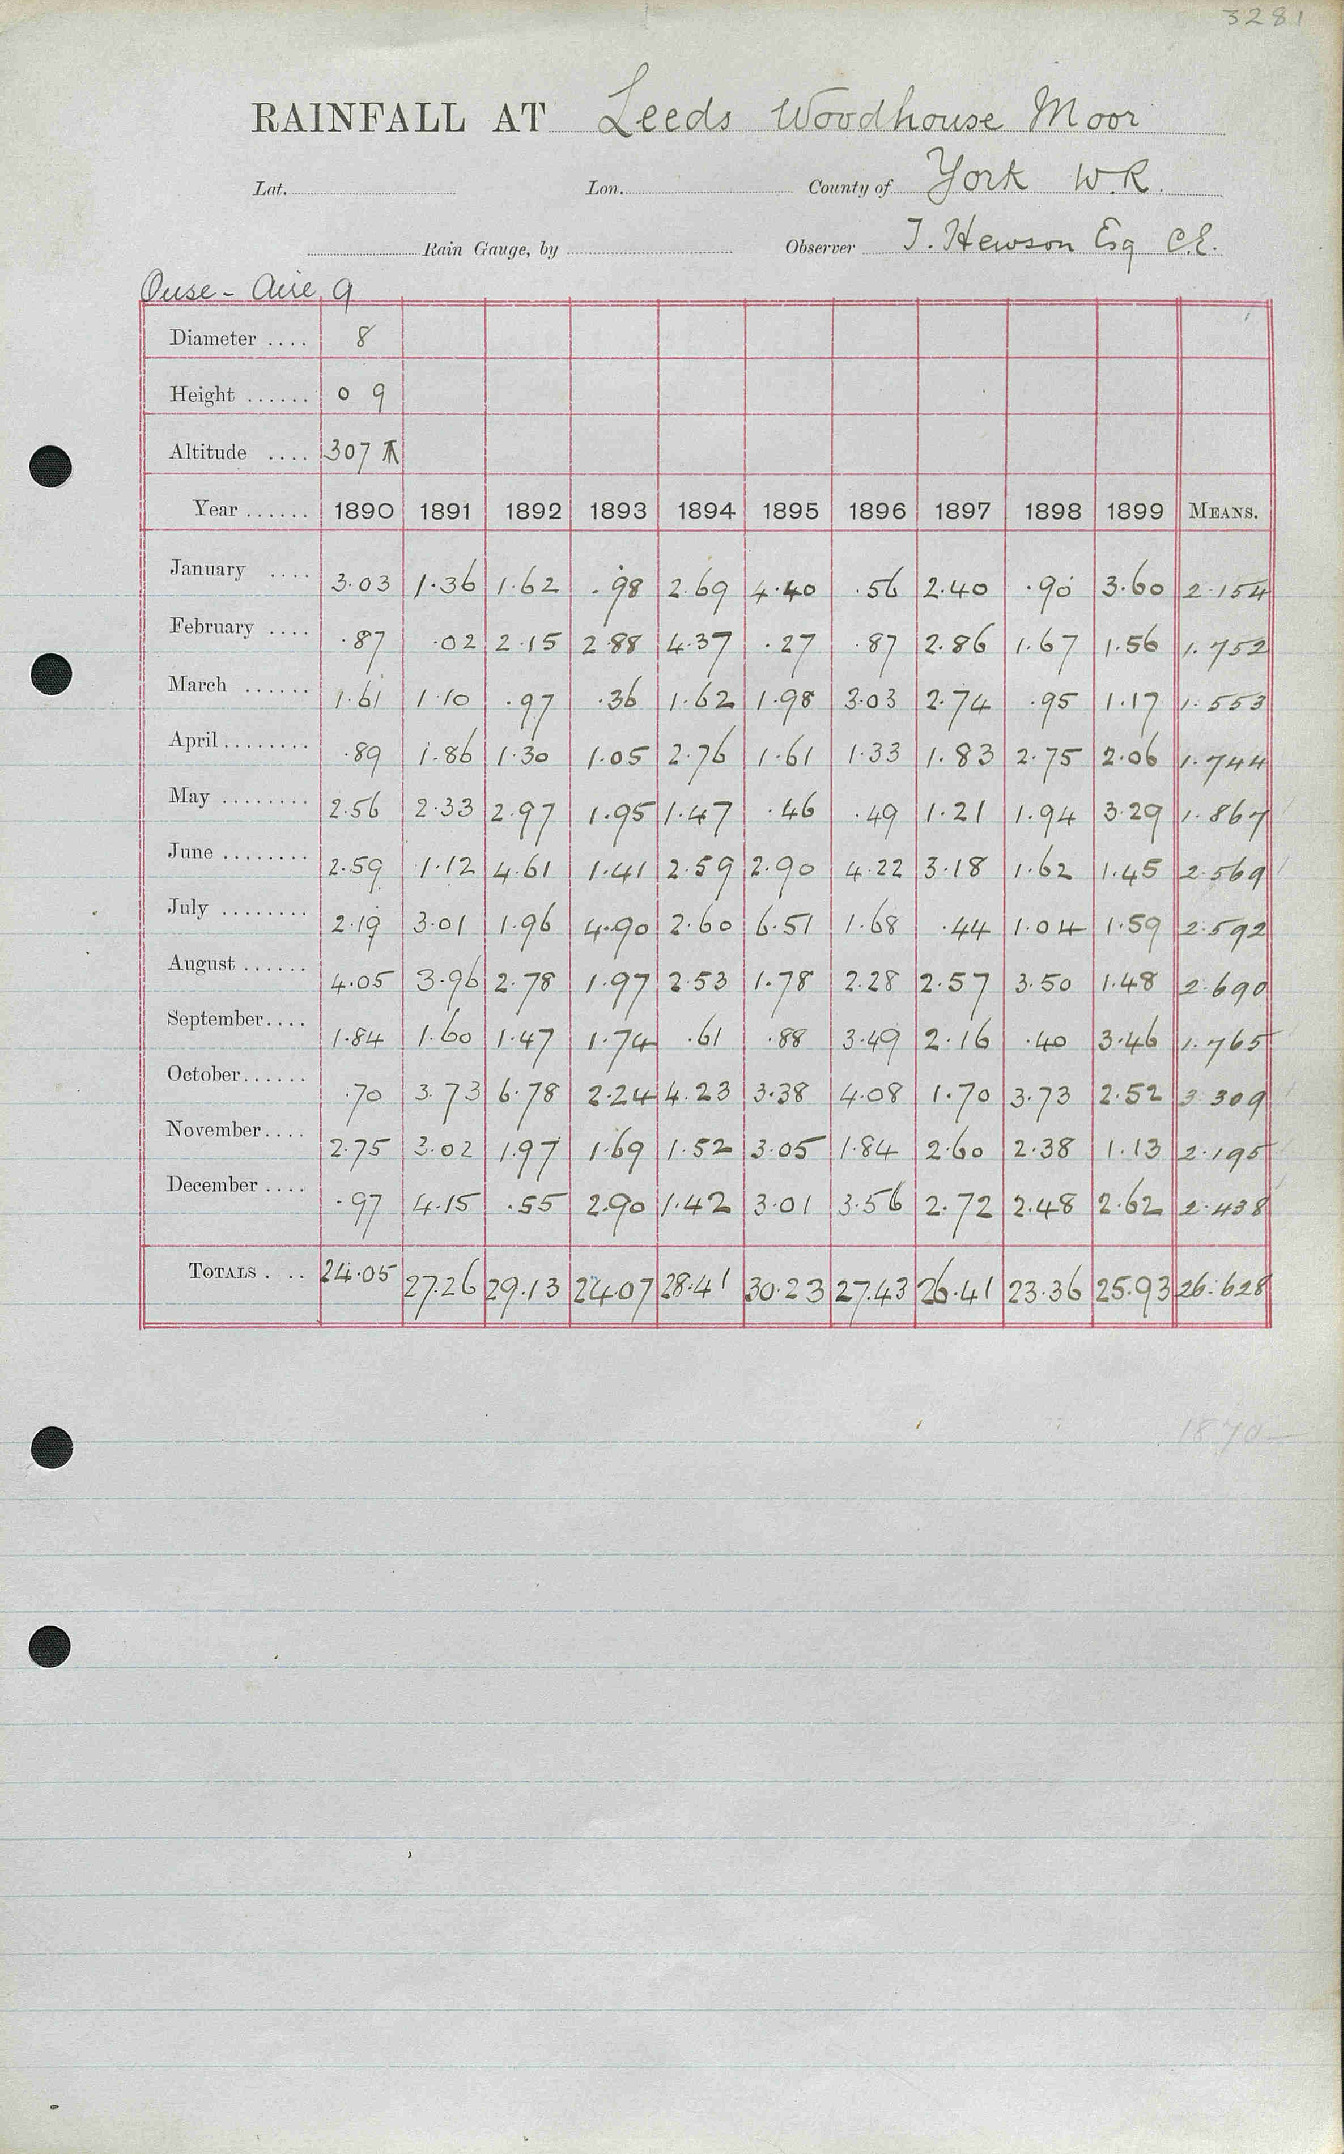 3281
RAINFALL AT Leeds Woodhouse Moor
Lat. Lon. County of York W.R.
Rain Gauge, by Observer T. Hewson Esq C.E.
Ouse - Aire 9
Diameter .... 8
Height ...... 0 9
Altitude .... 307
Year ...... 1890 1891 1892 1893 1894 1895 1896 1897 1898 1899 MEANS.
January .... 3.03 1.36 1.62 .98 2.69 4.40 .56 2.40 .90 3.60 2.154
February .... .87 .02 2.15 2.88 4.37 .27 .87 2.86 1.67 1.56 1.752
March ...... 1.61 1.10 .97 .36 1.62 1.98 3.03 2.74 .95 1.17 1.553
April........ .89 1.86 1.30 1.05 2.76 1.61 1.33 1.83 2.75 2.06 1.744
May ........ 2.56 2.33 2.97 1.95 1.47 .46 .49 1.21 1.94 3.29 1.867
June ........ 2.59 1.12 4.61 1.41 2.59 2.90 4.22 3.18 1.62 1.45 2.569
July ........ 2.19 3.01 1.96 4.90 2.60 6.51 1.68 .44 1.04 1.59 2.592
August ...... 4.05 3.96 2.78 1.97 2.53 1.78 2.28 2.57 3.50 1.48 2.690
September.... 1.84 1.60 1.47 1.74 .61 .88 3.49 2.16 .40 3.46 1.765
October...... .70 3.73 6.78 2.24 4.23 3.38 4.08 1.70 3.73 2.52 3.309
November.... 2.75 3.02 1.97 1.69 1.52 3.05 1.84 2.60 2.38 1.13 2.195
December .... .97 4.15 .55 2.90 1.42 3.01 3.56 2.72 2.48 2.62 2.438
TOTALS . .. 24.05 27.26 29.13 24.07 28.41 30.23 27.43 26.41 23.36 25.93 26.628
1870-